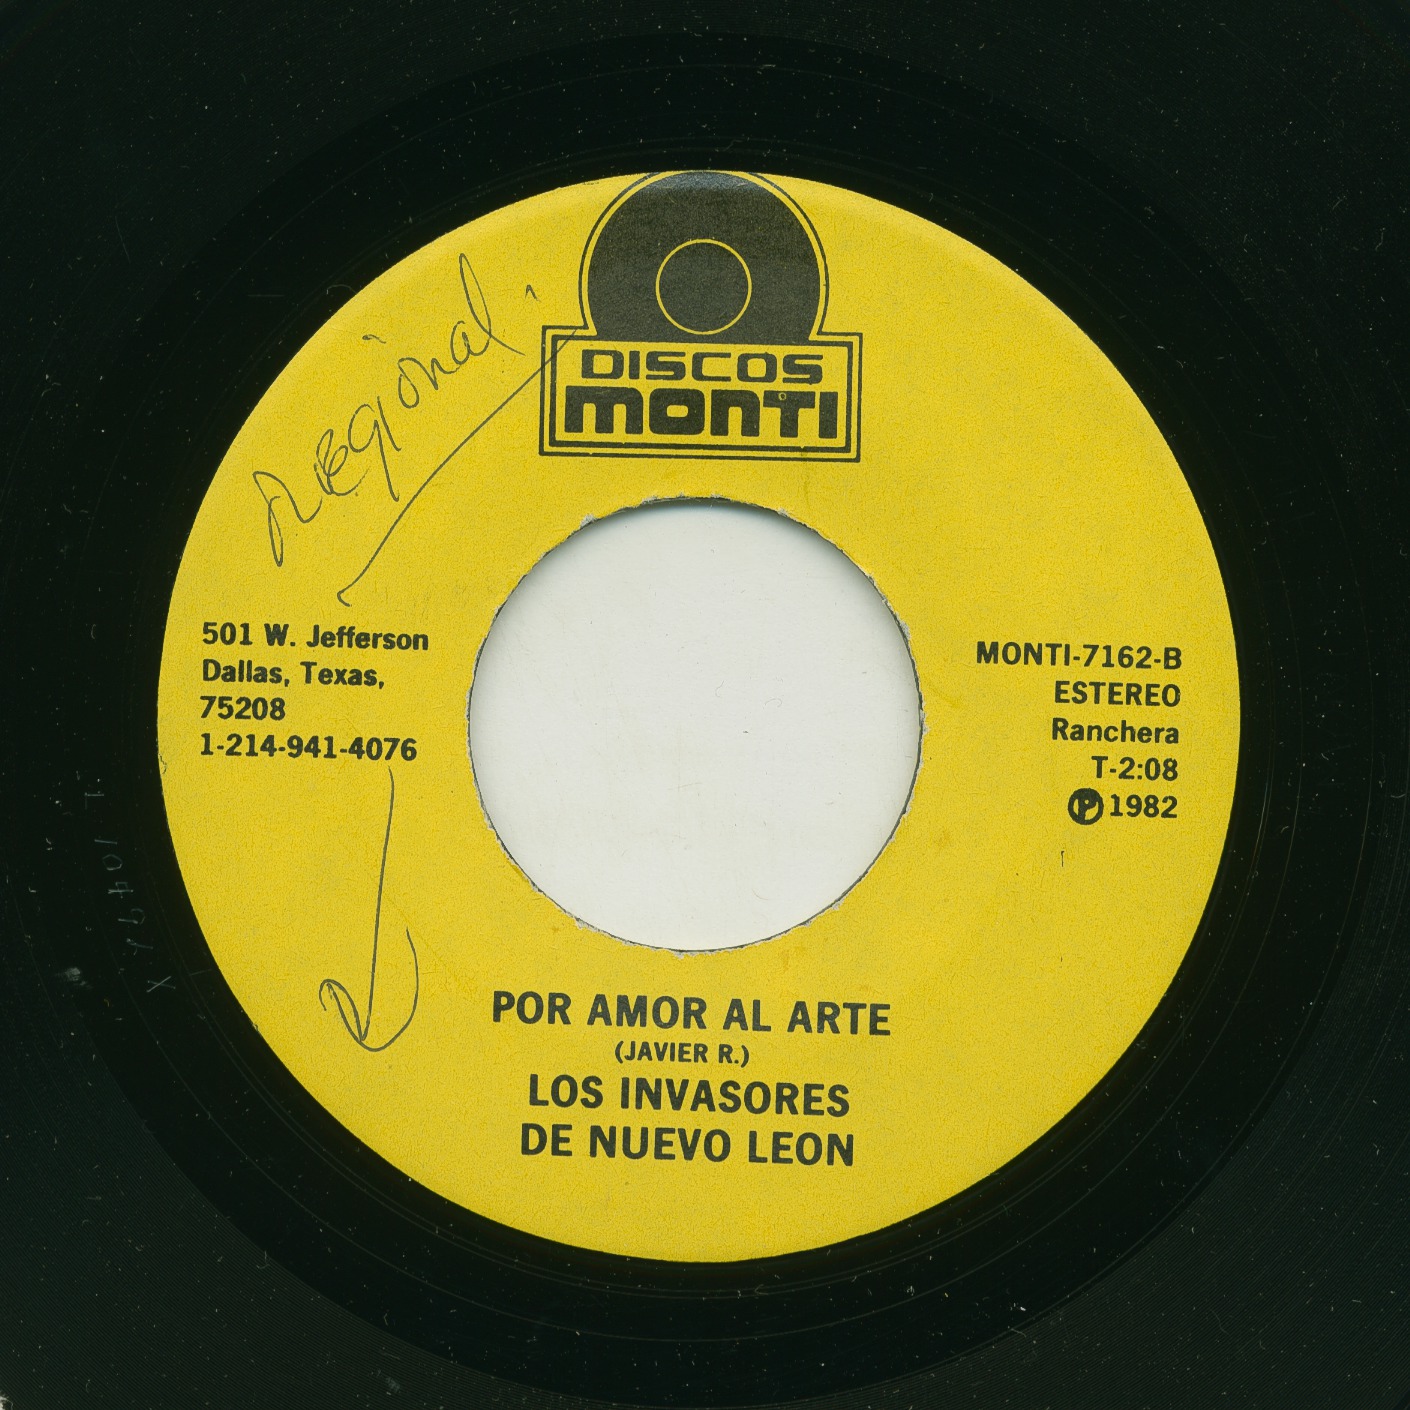 Regional
DISCOS
MONTI
501 W. Jefferson
Dallas, Texas,
75208
1-214-941-4076
MONTI-7162-B
ESTEREO
Ranchera
T-2:08
℗ 1982
POR AMOR AL ARTE
(JAVIER R.)
LOS INVASORES
DE NUEVO LEON